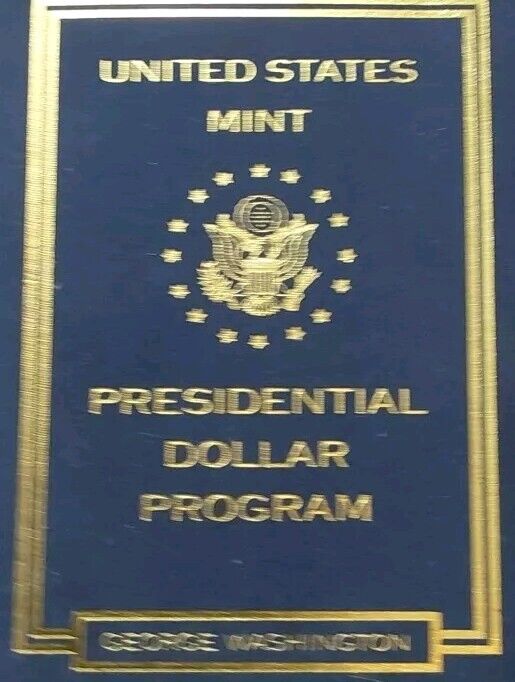 UNITED STATES
MINT
PRESIDENTIAL
DOLLAR
PROGRAM
GEORGE WASHINGTON